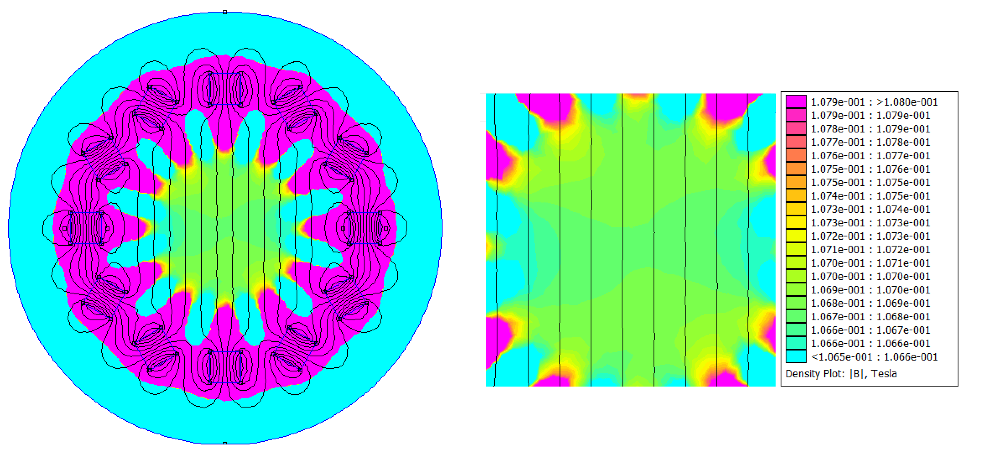 1.079e-001 : >1.080e-001
1.079e-001 : 1.079e-001
1.078e-001 : 1.079e-001
1.077e-001 : 1.078e-001
1.076e-001 : 1.077e-001
1.075e-001 : 1.076e-001
1.075e-001 : 1.075e-001
1.074e-001 : 1.075e-001
1.073e-001 : 1.074e-001
1.073e-001 : 1.073e-001
1.072e-001 : 1.073e-001
1.071e-001 : 1.072e-001
1.070e-001 : 1.071e-001
1.070e-001 : 1.070e-001
1.069e-001 : 1.070e-001
1.068e-001 : 1.069e-001
1.067e-001 : 1.068e-001
1.066e-001 : 1.067e-001
1.066e-001 : 1.066e-001
<1.065e-001 : 1.066e-001
Density Plot: |B|, Tesla